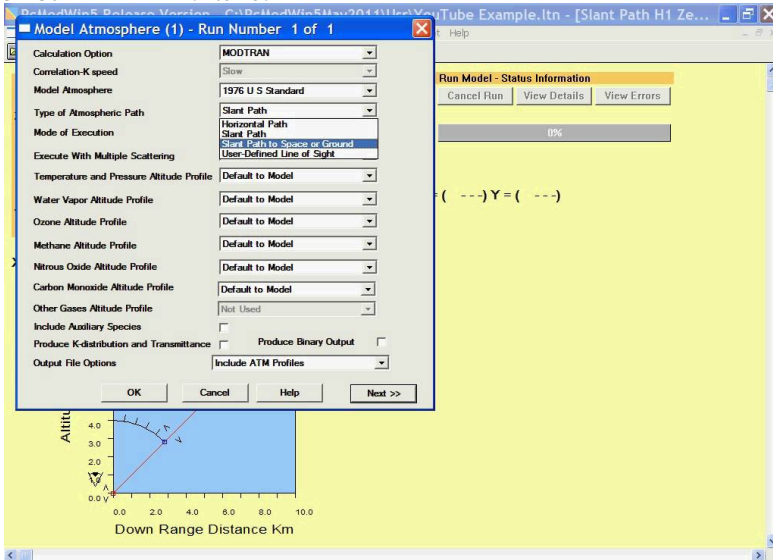 PcModWin5 Release Version - C:\PcModWin5May2011\Usr\YouTube Example.ltn - [Slant Path H1 Ze...
Model Atmosphere (1) - Run Number 1 of 1
t Help
Calculation Option MODTRAN
Correlation-K speed Slow
Model Atmosphere 1976 U S Standard
Type of Atmospheric Path Slant Path
Horizontal Path
Mode of Execution Slant Path
Slant Path to Space or Ground
Execute With Multiple Scattering User-Defined Line of Sight
Temperature and Pressure Altitude Profile Default to Model
Water Vapor Altitude Profile Default to Model
Ozone Altitude Profile Default to Model
Methane Altitude Profile Default to Model
Nitrous Oxide Altitude Profile Default to Model
Carbon Monoxide Altitude Profile Default to Model
Other Gases Altitude Profile Not Used
Include Auxiliary Species
Produce K-distribution and Transmittance Produce Binary Output
Output File Options Include ATM Profiles
OK Cancel Help Next >>
Run Model - Status Information
Cancel Run View Details View Errors
0%
= ( ---) Y = ( ---)
Altitu
4.0
3.0
2.0
0.0
0.0 2.0 4.0 6.0 8.0 10.0
Down Range Distance Km